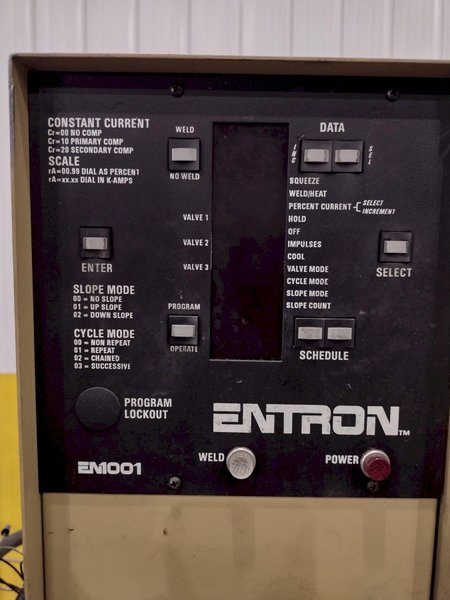 CONSTANT CURRENT
Cr=00 NO COMP
Cr=10 PRIMARY COMP
Cr=20 SECONDARY COMP
SCALE
rA=00.99 DIAL AS PERCENT
rA=xx.xx DIAL IN K-AMPS
WELD
NO WELD
DATA
INC
SEL
SQUEEZE
WELD/HEAT
PERCENT CURRENT
SELECT
INCREMENT
HOLD
OFF
IMPULSES
COOL
VALVE MODE
CYCLE MODE
SLOPE MODE
SLOPE COUNT
VALVE 1
VALVE 2
VALVE 3
ENTER
SELECT
SLOPE MODE
00 = NO SLOPE
01 = UP SLOPE
02 = DOWN SLOPE
PROGRAM
OPERATE
SCHEDULE
CYCLE MODE
00 = NON REPEAT
01 = REPEAT
02 = CHAINED
03 = SUCCESSIVE
PROGRAM
LOCKOUT
ENTRON™
EM1001
WELD
POWER